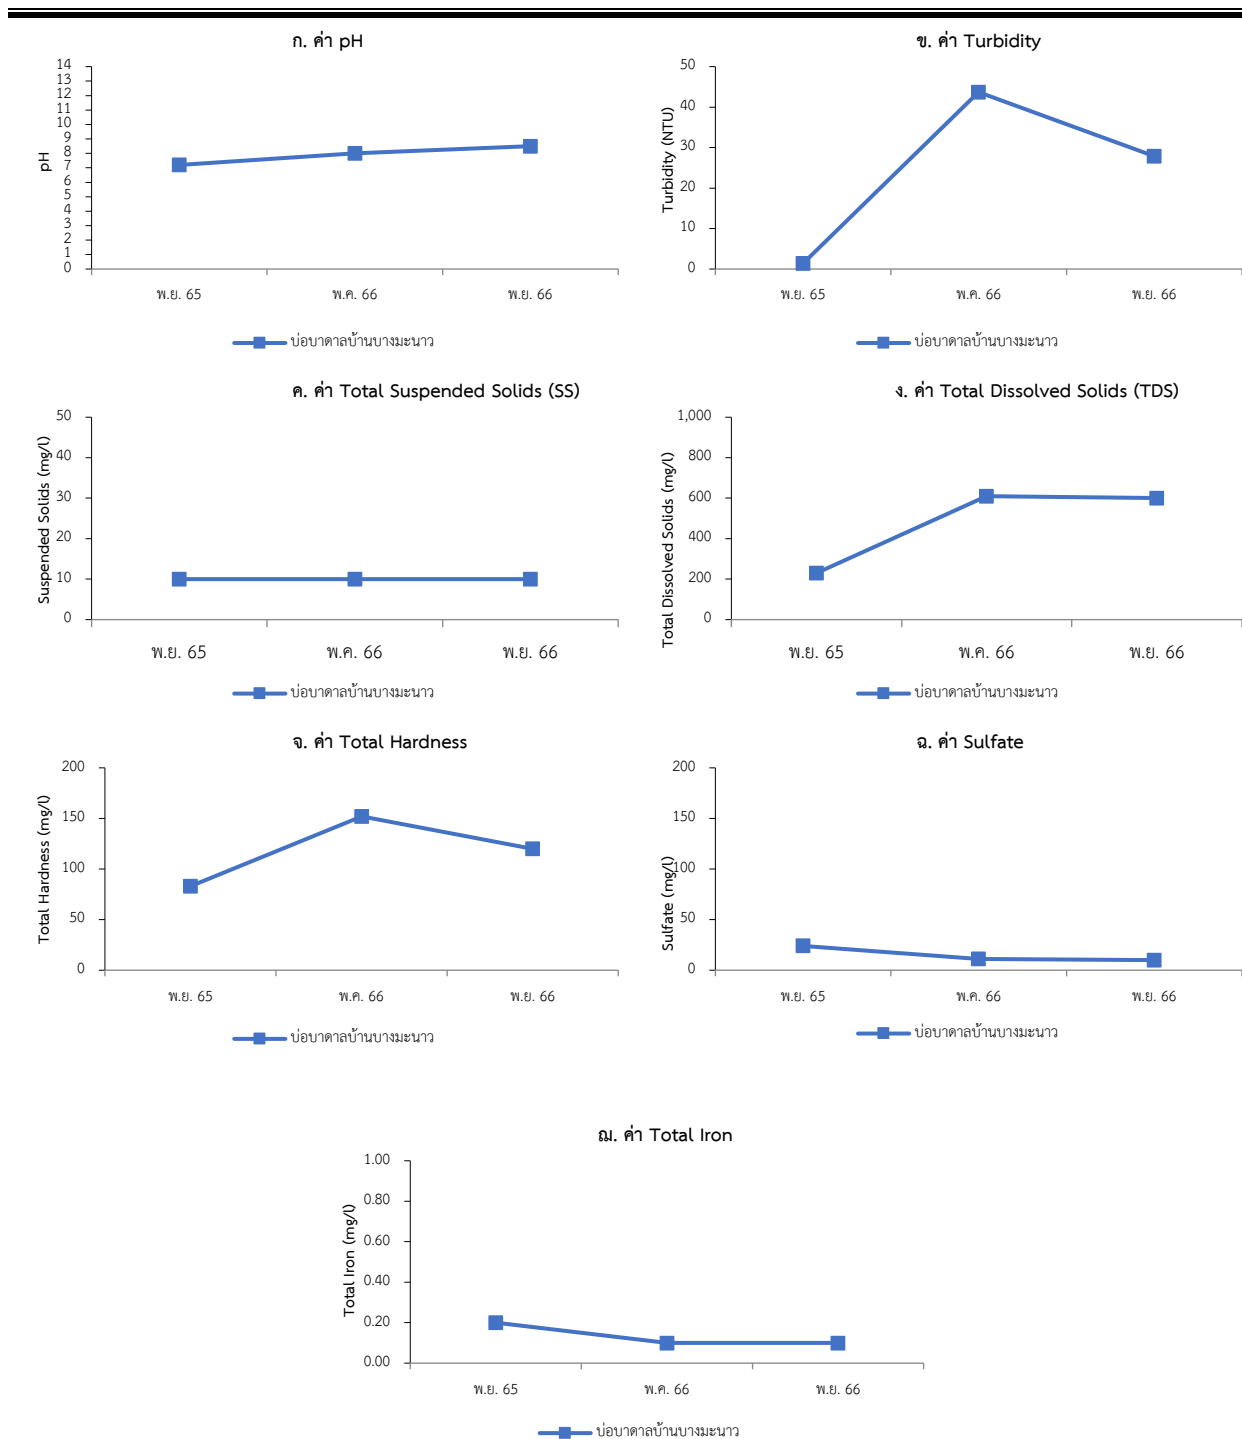 ก. ค่า pH
14
13
12
11
10
9
8
7
6
5
4
3
2
1
0
pH
พ.ย. 65 พ.ค. 66 พ.ย. 66
บ่อบาดาลบ้านบางมะนาว
ข. ค่า Turbidity
50
40
30
20
10
0
Turbidity (NTU)
พ.ย. 65 พ.ค. 66 พ.ย. 66
บ่อบาดาลบ้านบางมะนาว
ค. ค่า Total Suspended Solids (SS)
50
40
30
20
10
0
Suspended Solids (mg/l)
พ.ย. 65 พ.ค. 66 พ.ย. 66
บ่อบาดาลบ้านบางมะนาว
ง. ค่า Total Dissolved Solids (TDS)
1,000
800
600
400
200
0
Total Dissolved Solids (mg/l)
พ.ย. 65 พ.ค. 66 พ.ย. 66
บ่อบาดาลบ้านบางมะนาว
จ. ค่า Total Hardness
200
150
100
50
0
Total Hardness (mg/l)
พ.ย. 65 พ.ค. 66 พ.ย. 66
บ่อบาดาลบ้านบางมะนาว
ฉ. ค่า Sulfate
200
150
100
50
0
Sulfate (mg/l)
พ.ย. 65 พ.ค. 66 พ.ย. 66
บ่อบาดาลบ้านบางมะนาว
ฌ. ค่า Total Iron
1.00
0.80
0.60
0.40
0.20
0.00
Total Iron (mg/l)
พ.ย. 65 พ.ค. 66 พ.ย. 66
บ่อบาดาลบ้านบางมะนาว